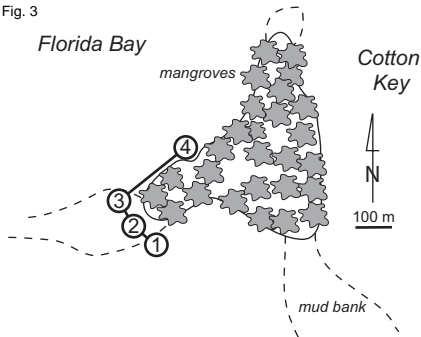 Fig. 3
Florida Bay
Cotton
Key
mangroves
4
N
3
100 m
2
1
mud bank